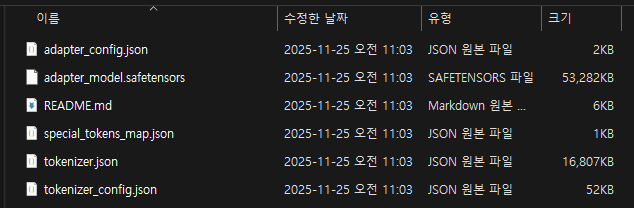 이름 수정한 날짜 유형 크기
adapter_config.json 2025-11-25 오전 11:03 JSON 원본 파일 2KB
adapter_model.safetensors 2025-11-25 오전 11:03 SAFETENSORS 파일 53,282KB
README.md 2025-11-25 오전 11:03 Markdown 원본 ... 6KB
special_tokens_map.json 2025-11-25 오전 11:03 JSON 원본 파일 1KB
tokenizer.json 2025-11-25 오전 11:03 JSON 원본 파일 16,807KB
tokenizer_config.json 2025-11-25 오전 11:03 JSON 원본 파일 52KB